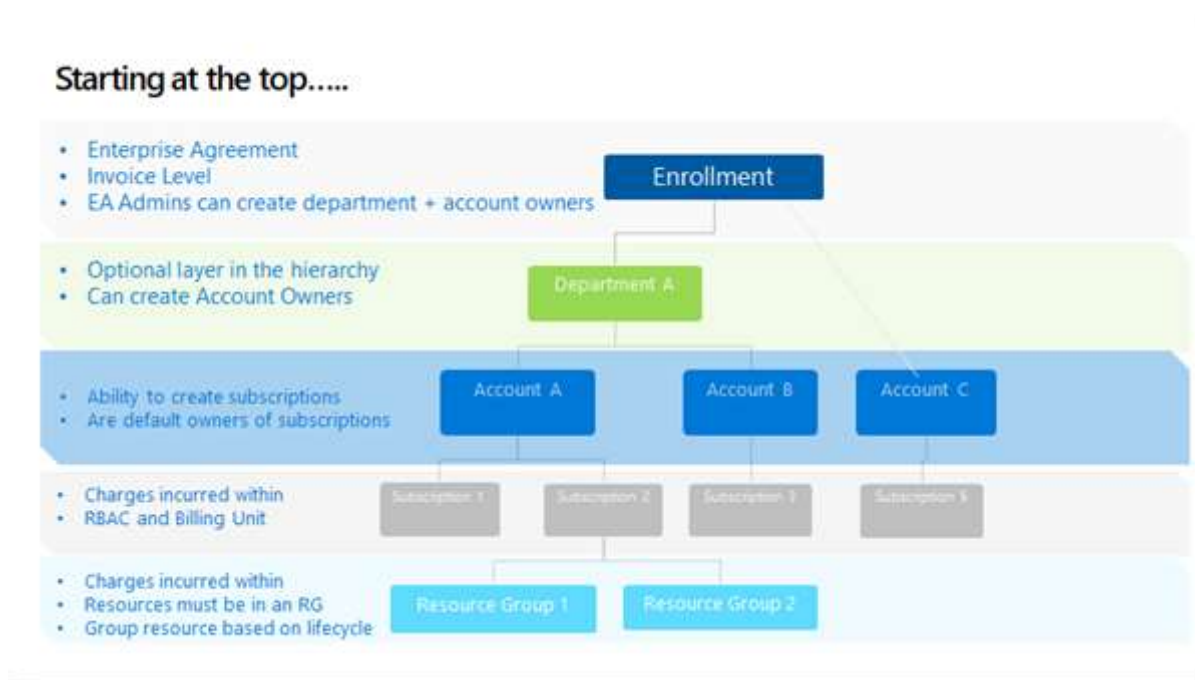 Starting at the top.....
• Enterprise Agreement
• Invoice Level
• EA Admins can create department + account owners
Enrollment
• Optional layer in the hierarchy
• Can create Account Owners
Department A
• Ability to create subscriptions
• Are default owners of subscriptions
Account A
Account B
Account C
• Charges incurred within
• RBAC and Billing Unit
Subscription 1
Subscription 2
Subscription 3
Subscription
• Charges incurred within
• Resources must be in an RG
• Group resource based on lifecycle
Resource Group 1
Resource Group 2